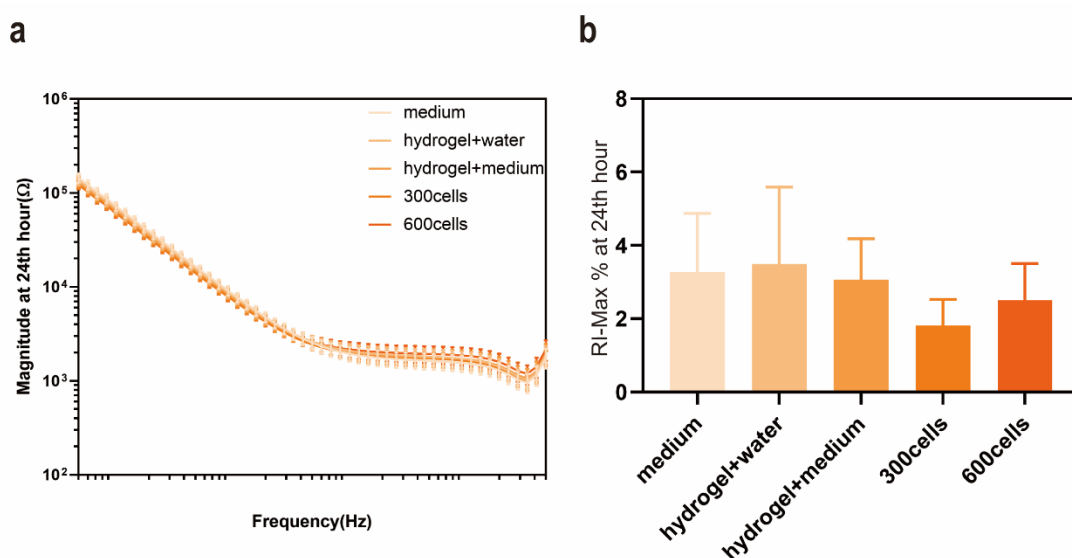 a
10⁶
10⁵
10⁴
10³
10²
Magnitude at 24th hour(Ω)
Frequency(Hz)
medium
hydrogel+water
hydrogel+medium
300cells
600cells
b
8
6
4
2
0
RI-Max % at 24th hour
medium
hydrogel+water
hydrogel+medium
300cells
600cells